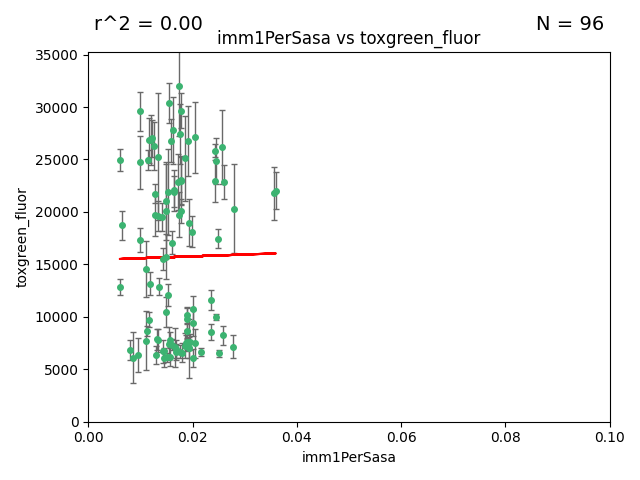 r^2 = 0.00
N = 96
imm1PerSasa vs toxgreen_fluor
35000
30000
25000
20000
15000
10000
5000
0
toxgreen_fluor
0.00
0.02
0.04
0.06
0.08
0.10
imm1PerSasa